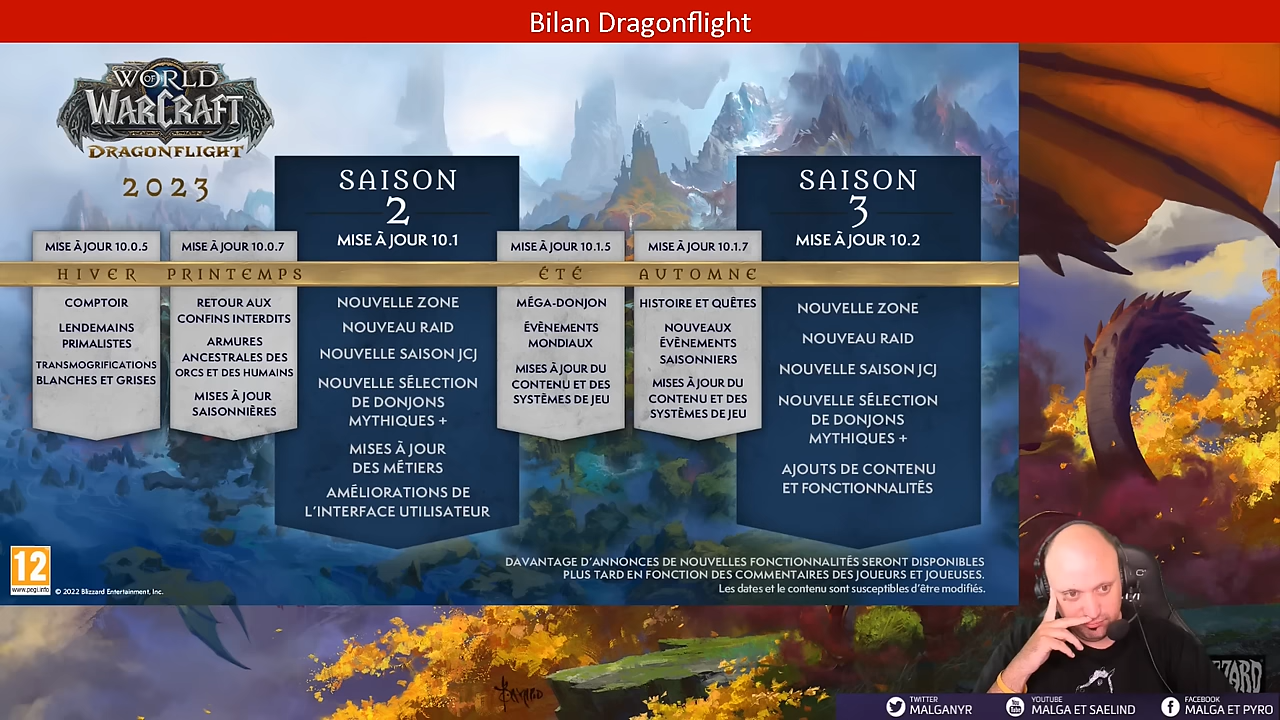 Bilan Dragonflight
WORLD
OF
WARCRAFT
DRAGONFLIGHT
2023
MISE À JOUR 10.0.5
HIVER
COMPTOIR
LENDEMAINS
PRIMALISTES
TRANSMOGRIFICATIONS
BLANCHES ET GRISES
MISE À JOUR 10.0.7
PRINTEMPS
RETOUR AUX
CONFINS INTERDITS
ARMURES
ANCESTRALES DES
ORCS ET DES HUMAINS
MISES À JOUR
SAISONNIÈRES
SAISON
2
MISE À JOUR 10.1
NOUVELLE ZONE
NOUVEAU RAID
NOUVELLE SAISON JCJ
NOUVELLE SÉLECTION
DE DONJONS
MYTHIQUES +
MISES À JOUR
DES MÉTIERS
AMÉLIORATIONS DE
L'INTERFACE UTILISATEUR
MISE À JOUR 10.1.5
ÉTÉ
MÉGA-DONJON
ÉVÈNEMENTS
MONDIAUX
MISES À JOUR DU
CONTENU ET DES
SYSTÈMES DE JEU
MISE À JOUR 10.1.7
AUTOMNE
HISTOIRE ET QUÊTES
NOUVEAUX
ÉVÈNEMENTS
SAISONNIERS
MISES À JOUR DU
CONTENU ET DES
SYSTÈMES DE JEU
SAISON
3
MISE À JOUR 10.2
NOUVELLE ZONE
NOUVEAU RAID
NOUVELLE SAISON JCJ
NOUVELLE SÉLECTION
DE DONJONS
MYTHIQUES +
AJOUTS DE CONTENU
ET FONCTIONNALITÉS
DAVANTAGE D'ANNONCES DE NOUVELLES FONCTIONNALITÉS SERONT DISPONIBLES
PLUS TARD EN FONCTION DES COMMENTAIRES DES JOUEURS ET JOUEUSES.
Les dates et le contenu sont susceptibles d'être modifiés.
12
www.pegi.info
© 2022 Blizzard Entertainment, Inc.
TWITTER
MALGANYR
YOUTUBE
MALGA ET SAELIND
FACEBOOK
MALGA ET PYRO